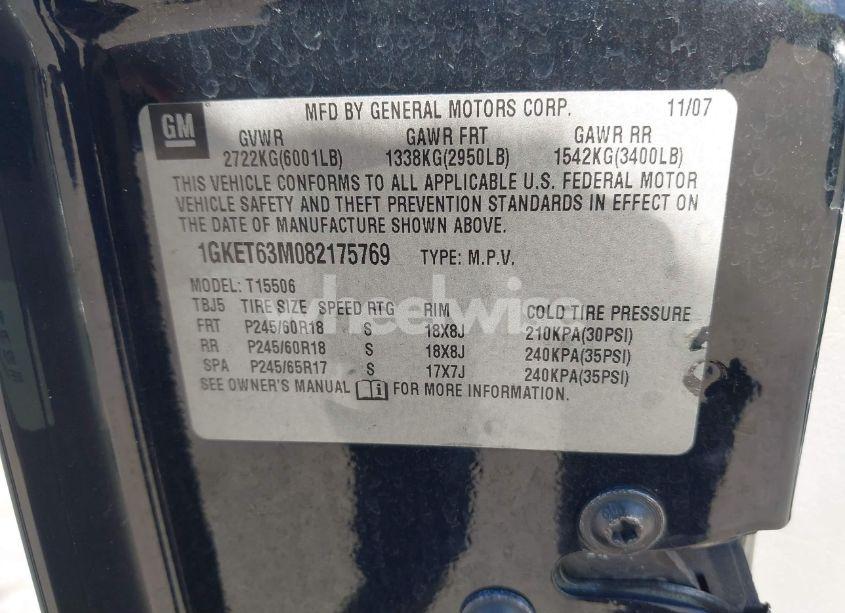 GM
MFD BY GENERAL MOTORS CORP. 11/07
GVWR GAWR FRT GAWR RR
2722KG(6001LB) 1338KG(2950LB) 1542KG(3400LB)
THIS VEHICLE CONFORMS TO ALL APPLICABLE U.S. FEDERAL MOTOR
VEHICLE SAFETY AND THEFT PREVENTION STANDARDS IN EFFECT ON
THE DATE OF MANUFACTURE SHOWN ABOVE.
1GKET63M082175769 TYPE: M.P.V.
MODEL: T15506
TBJ5 TIRE SIZE SPEED RTG RIM COLD TIRE PRESSURE
FRT P245/60R18 S 18X8J 210KPA(30PSI)
RR P245/60R18 S 18X8J 240KPA(35PSI)
SPA P245/65R17 S 17X7J 240KPA(35PSI)
SEE OWNER'S MANUAL FOR MORE INFORMATION.
wheelwise